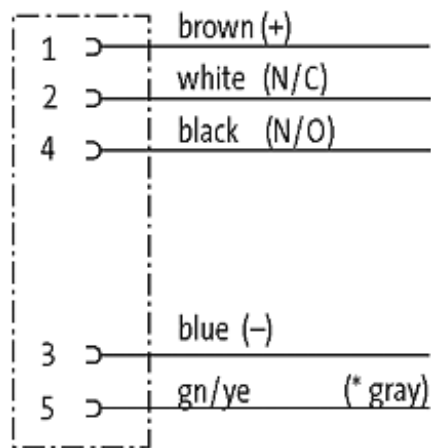 1 brown (+)
2 white (N/C)
4 black (N/O)
3 blue (–)
5 gn/ye (* gray)